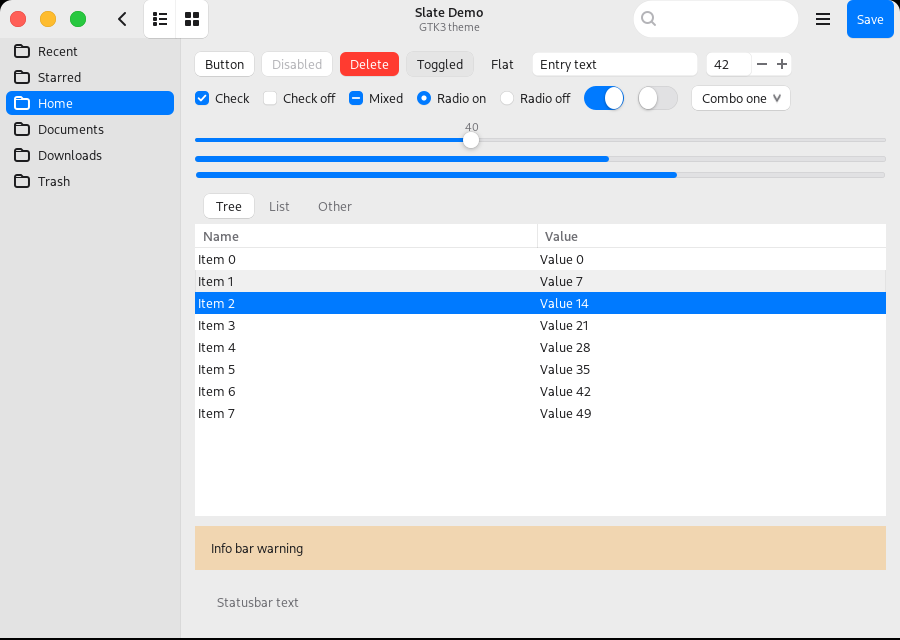 Slate Demo
GTK3 theme
Save
Recent
Starred
Home
Documents
Downloads
Trash
Button Disabled Delete Toggled Flat Entry text 42
Check Check off Mixed Radio on Radio off Combo one
40
Tree List Other
Name Value
Item 0 Value 0
Item 1 Value 7
Item 2 Value 14
Item 3 Value 21
Item 4 Value 28
Item 5 Value 35
Item 6 Value 42
Item 7 Value 49
Info bar warning
Statusbar text